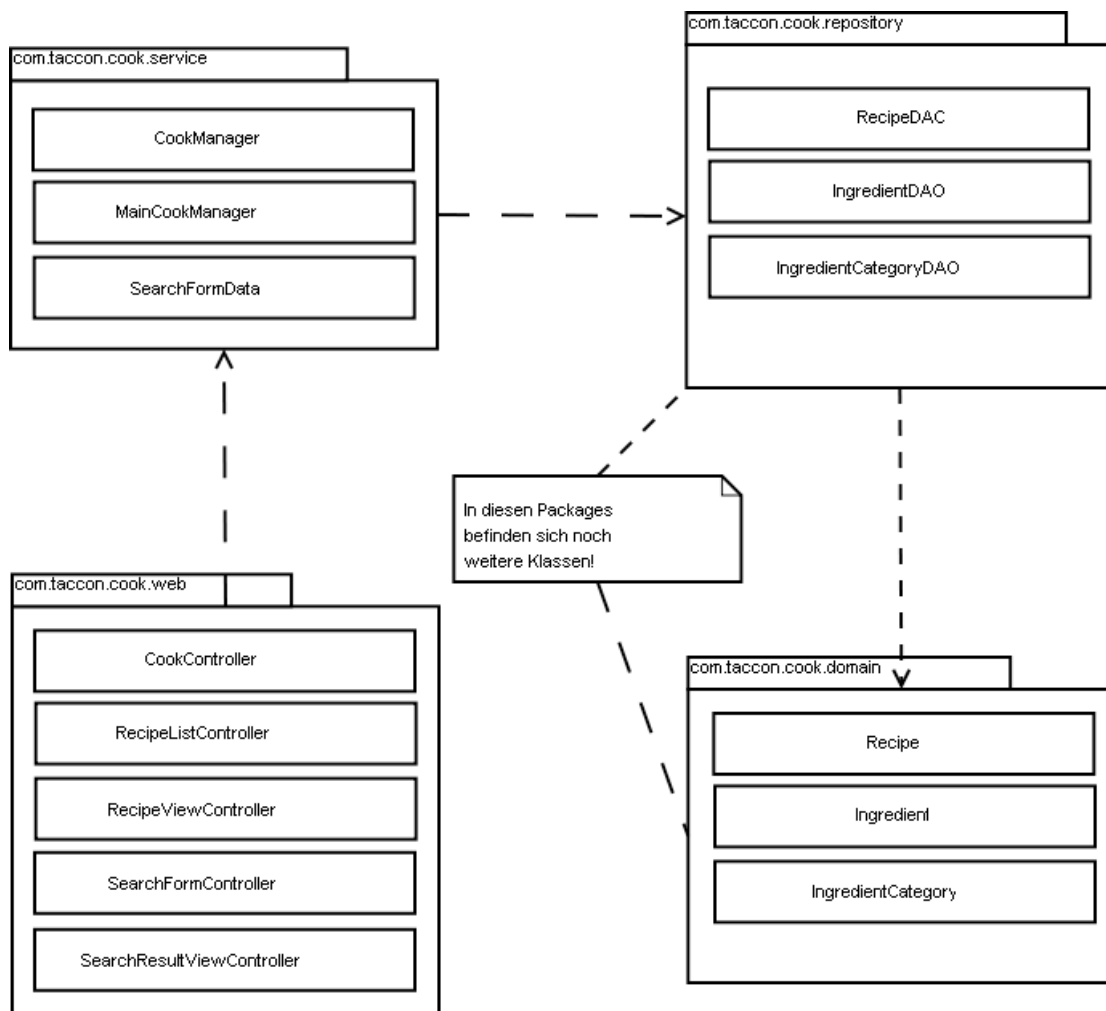 com.taccon.cook.service
CookManager
MainCookManager
SearchFormData
com.taccon.cook.repository
RecipeDAC
IngredientDAO
IngredientCategoryDAO
In diesen Packages
befinden sich noch
weitere Klassen!
com.taccon.cook.web
CookController
RecipeListController
RecipeViewController
SearchFormController
SearchResultViewController
com.taccon.cook.domain
Recipe
Ingredient
IngredientCategory